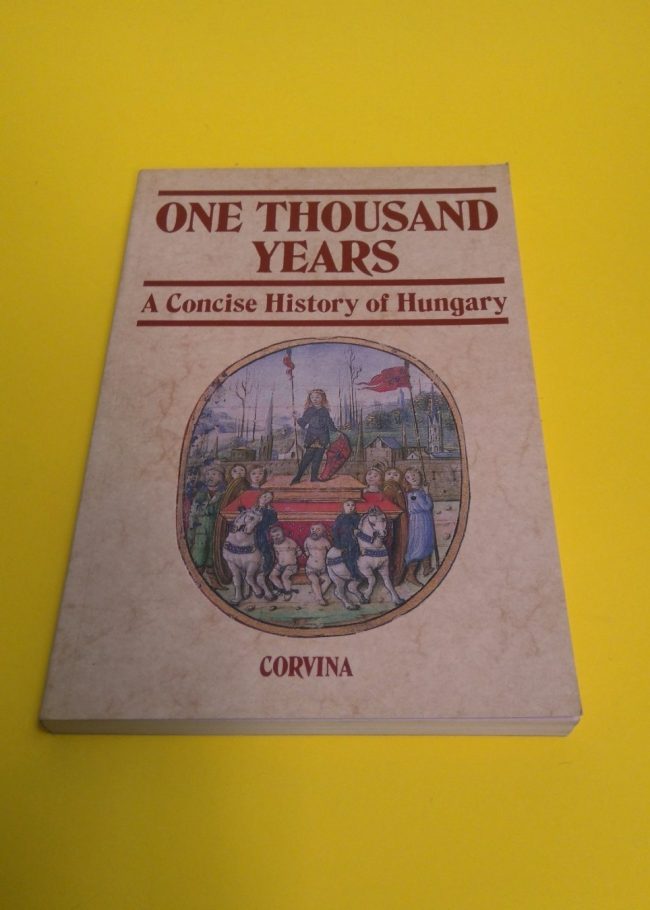 ONE THOUSAND
YEARS
A Concise History of Hungary
CORVINA